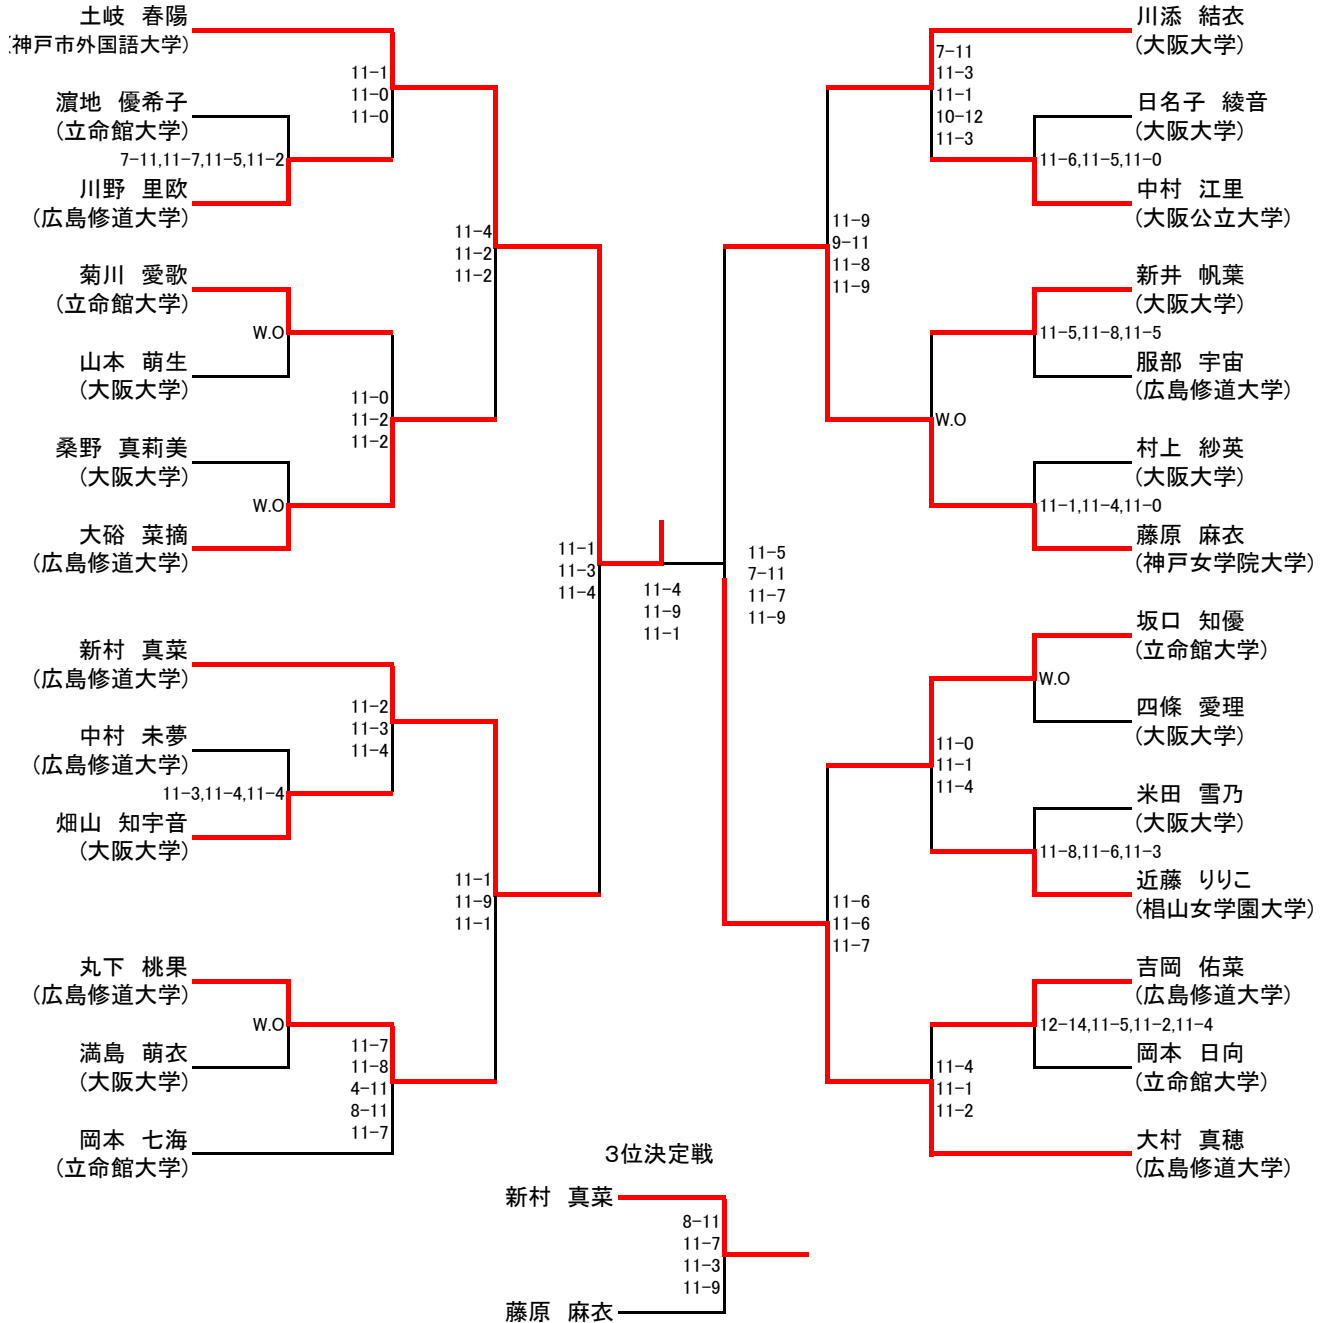 土岐 春陽
(神戸市外国語大学)
11-1
11-0
11-0
濵地 優希子
(立命館大学)
7-11,11-7,11-5,11-2
川野 里欧
(広島修道大学)
11-4
11-2
11-2
菊川 愛歌
(立命館大学)
W.O
山本 萌生
(大阪大学)
11-0
11-2
11-2
桑野 真莉美
(大阪大学)
W.O
大硲 菜摘
(広島修道大学)
11-1
11-3
11-4
新村 真菜
(広島修道大学)
11-2
11-3
11-4
中村 未夢
(広島修道大学)
11-3,11-4,11-4
畑山 知宇音
(大阪大学)
11-1
11-9
11-1
丸下 桃果
(広島修道大学)
W.O
満島 萌衣
(大阪大学)
11-7
11-8
4-11
8-11
11-7
岡本 七海
(立命館大学)
11-4
11-9
11-1
川添 結衣
(大阪大学)
7-11
11-3
11-1
10-12
11-3
日名子 綾音
(大阪大学)
11-6,11-5,11-0
中村 江里
(大阪公立大学)
11-9
9-11
11-8
11-9
新井 帆葉
(大阪大学)
11-5,11-8,11-5
服部 宇宙
(広島修道大学)
W.O
村上 紗英
(大阪大学)
11-1,11-4,11-0
藤原 麻衣
(神戸女学院大学)
11-5
7-11
11-7
11-9
坂口 知優
(立命館大学)
W.O
四條 愛理
(大阪大学)
11-0
11-1
11-4
米田 雪乃
(大阪大学)
11-8,11-6,11-3
近藤 りりこ
(椙山女学園大学)
11-6
11-6
11-7
吉岡 佑菜
(広島修道大学)
12-14,11-5,11-2,11-4
岡本 日向
(立命館大学)
11-4
11-1
11-2
大村 真穂
(広島修道大学)
3位決定戦
新村 真菜
8-11
11-7
11-3
11-9
藤原 麻衣